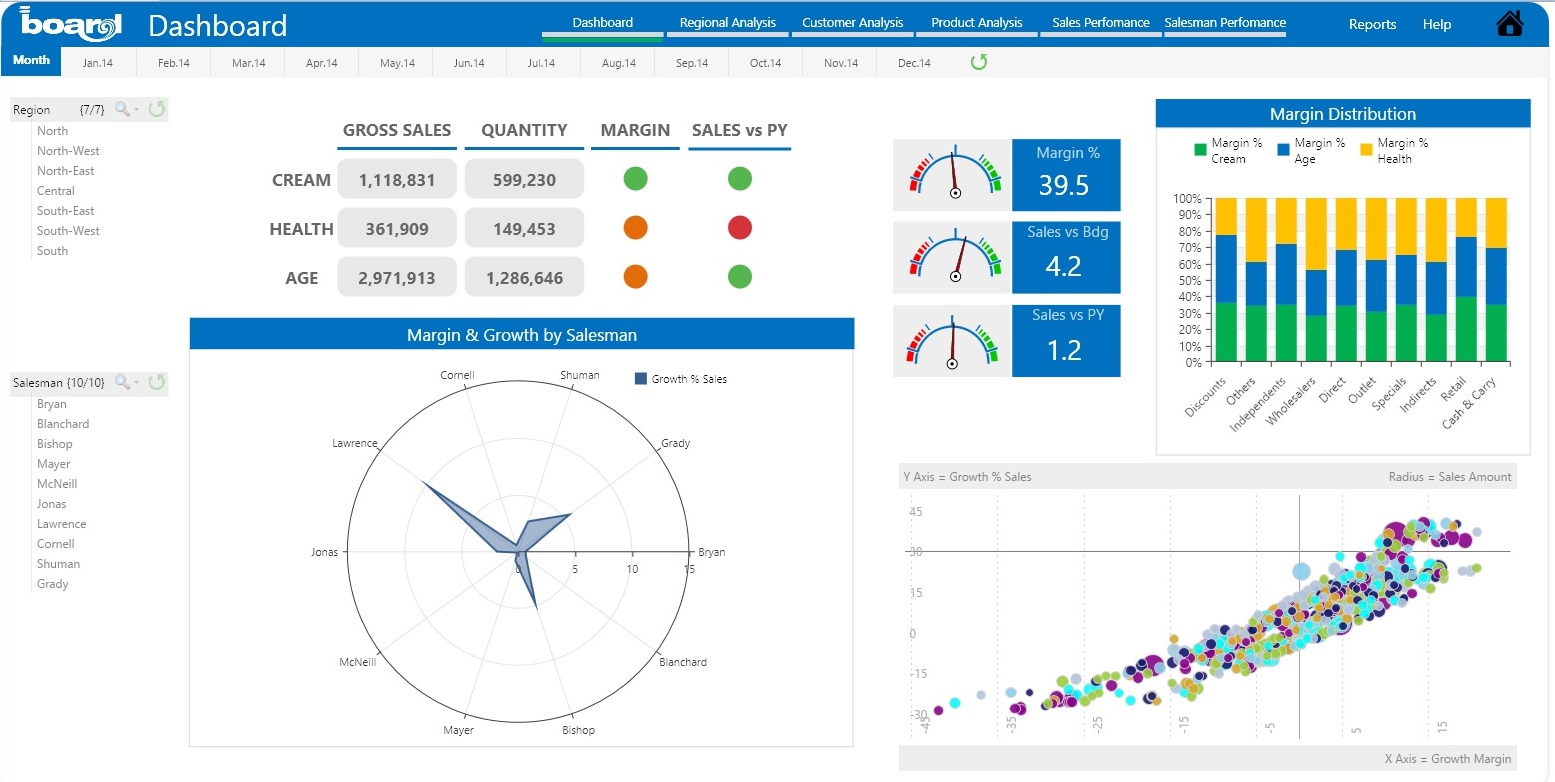 board Dashboard
Dashboard Regional Analysis Customer Analysis Product Analysis Sales Perfomance Salesman Perfomance Reports Help
Month Jan.14 Feb.14 Mar.14 Apr.14 May.14 Jun.14 Jul.14 Aug.14 Sep.14 Oct.14 Nov.14 Dec.14
Region {7/7}
North
North-West
North-East
Central
South-East
South-West
South
Salesman {10/10}
Bryan
Blanchard
Bishop
Mayer
McNeill
Jonas
Lawrence
Cornell
Shuman
Grady
GROSS SALES QUANTITY MARGIN SALES vs PY
CREAM 1,118,831 599,230
HEALTH 361,909 149,453
AGE 2,971,913 1,286,646
Margin & Growth by Salesman
Growth % Sales
Cornell Shuman
Lawrence Grady
Jonas Bryan
0 5 10 15
McNeill Blanchard
Mayer Bishop
Margin %
39.5
Sales vs Bdg
4.2
Sales vs PY
1.2
Margin Distribution
Margin % Cream
Margin % Age
Margin % Health
100%
90%
80%
70%
60%
50%
40%
30%
20%
10%
0%
Discounts
Others
Independents
Wholesalers
Direct
Outlet
Specials
Indirects
Retail
Cash & Carry
Y Axis = Growth % Sales Radius = Sales Amount
45
30
15
0
-15
-30
-45 -35 -25 -15 -5 5 15
X Axis = Growth Margin